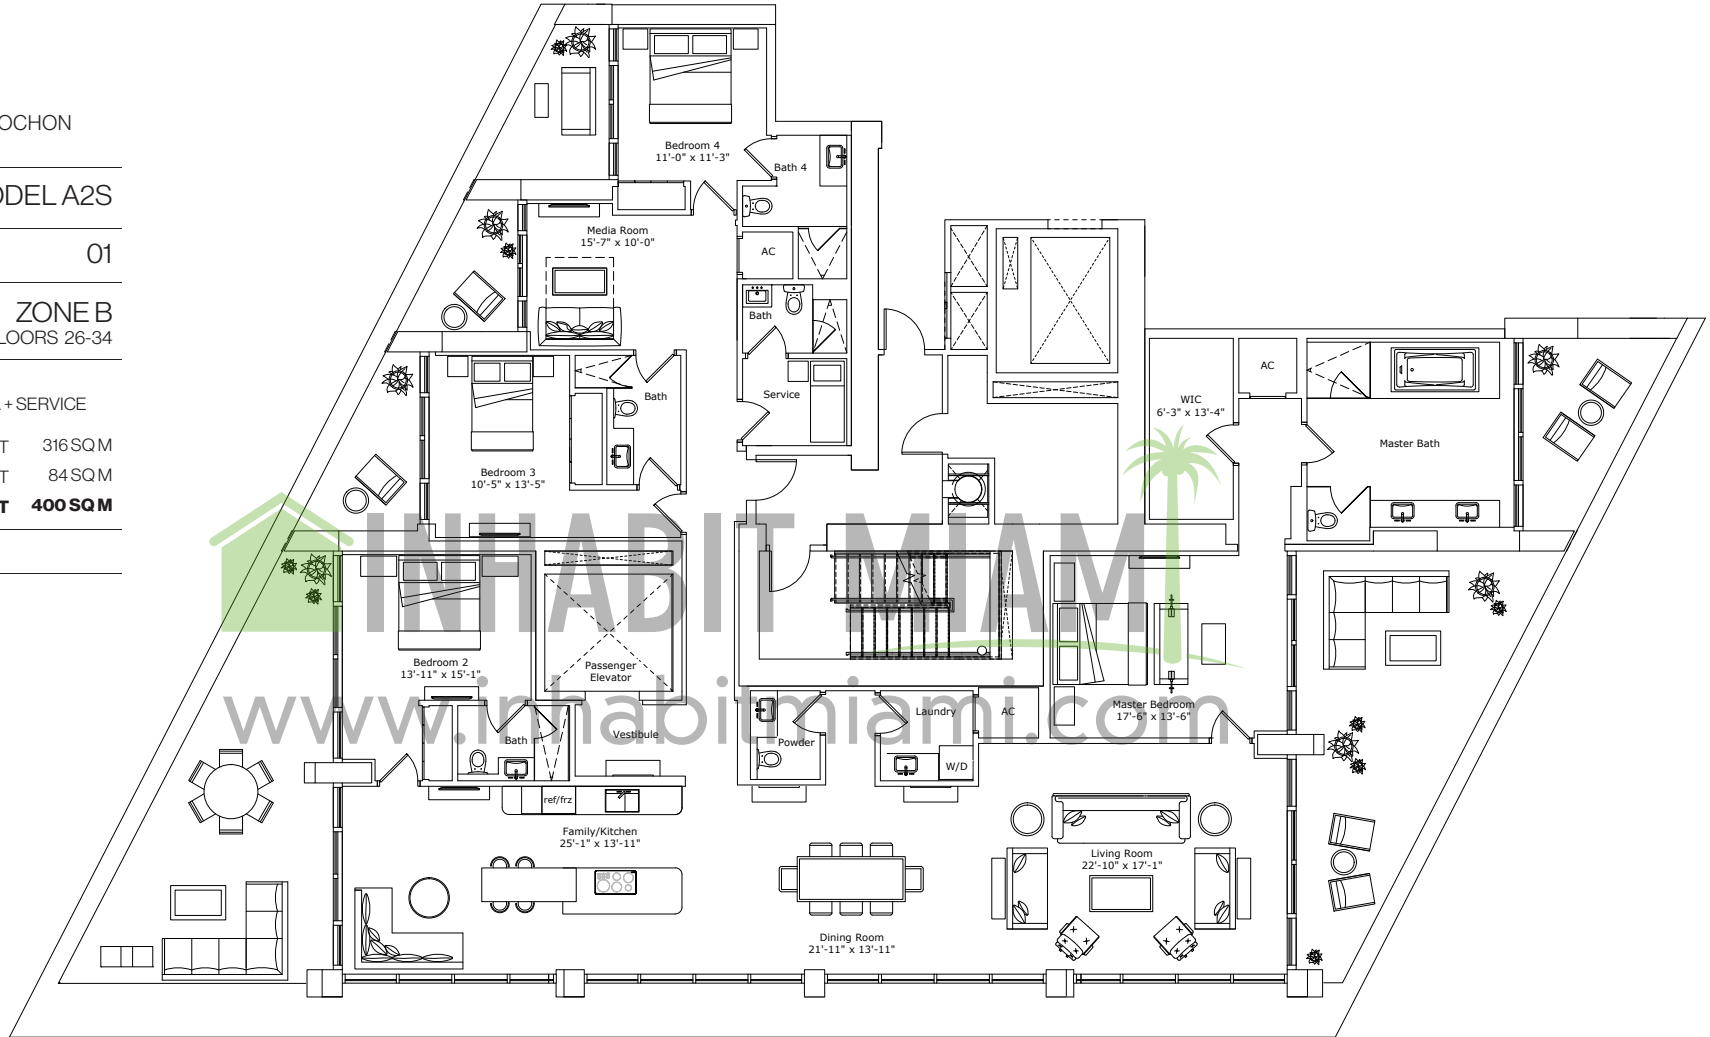 OCHON
ODEL A2S
01
ZONE B
LOORS 26-34
+ SERVICE
T 316 SQ M
T 84 SQ M
T 400 SQ M
Bedroom 4
11'-0" x 11'-3"
Bath 4
Media Room
15'-7" x 10'-0"
AC
Bath
Service
Bedroom 3
10'-5" x 13'-5"
Bath
WIC
6'-3" x 13'-4"
AC
Master Bath
INHABIT MIAMI
www.inhabitmiami.com
Bedroom 2
13'-11" x 15'-1"
Passenger
Elevator
Bath
Vestibule
Powder
Laundry
AC
W/D
Master Bedroom
17'-6" x 13'-6"
ref/frz
Family/Kitchen
25'-1" x 13'-11"
Dining Room
21'-11" x 13'-11"
Living Room
22'-10" x 17'-1"